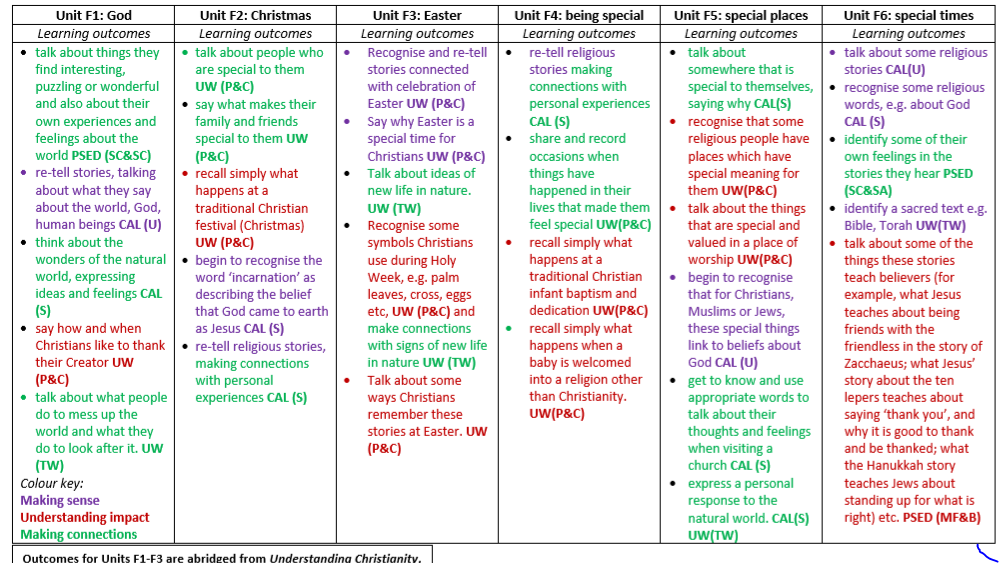 Unit F1: God
Learning outcomes
• talk about things they
find interesting,
puzzling or wonderful
and also about their
own experiences and
feelings about the
world PSED (SC&SC)
• re-tell stories, talking
about what they say
about the world, God,
human beings CAL (U)
• think about the
wonders of the natural
world, expressing
ideas and feelings CAL
(S)
• say how and when
Christians like to thank
their Creator UW
(P&C)
• talk about what people
do to mess up the
world and what they
do to look after it. UW
(TW)
Colour key:
Making sense
Understanding impact
Making connections
Unit F2: Christmas
Learning outcomes
• talk about people who
are special to them
UW (P&C)
• say what makes their
family and friends
special to them UW
(P&C)
• recall simply what
happens at a
traditional Christian
festival (Christmas)
UW (P&C)
• begin to recognise the
word ‘incarnation’ as
describing the belief
that God came to earth
as Jesus CAL (S)
• re-tell religious stories,
making connections
with personal
experiences CAL (S)
Unit F3: Easter
Learning outcomes
• Recognise and re-tell
stories connected
with celebration of
Easter UW (P&C)
• Say why Easter is a
special time for
Christians UW (P&C)
• Talk about ideas of
new life in nature.
UW (TW)
• Recognise some
symbols Christians
use during Holy
Week, e.g. palm
leaves, cross, eggs
etc, UW (P&C) and
make connections
with signs of new life
in nature UW (TW)
• Talk about some
ways Christians
remember these
stories at Easter. UW
(P&C)
Unit F4: being special
Learning outcomes
• re-tell religious
stories making
connections with
personal experiences
CAL (S)
• share and record
occasions when
things have
happened in their
lives that made them
feel special UW(P&C)
• recall simply what
happens at a
traditional Christian
infant baptism and
dedication UW(P&C)
• recall simply what
happens when a
baby is welcomed
into a religion other
than Christianity.
UW(P&C)
Unit F5: special places
Learning outcomes
• talk about
somewhere that is
special to themselves,
saying why CAL(S)
• recognise that some
religious people have
places which have
special meaning for
them UW(P&C)
• talk about the things
that are special and
valued in a place of
worship UW(P&C)
• begin to recognise
that for Christians,
Muslims or Jews,
these special things
link to beliefs about
God CAL (U)
• get to know and use
appropriate words to
talk about their
thoughts and feelings
when visiting a
church CAL (S)
• express a personal
response to the
natural world. CAL(S)
UW(TW)
Unit F6: special times
Learning outcomes
• talk about some religious
stories CAL(U)
• recognise some religious
words, e.g. about God
CAL (S)
• identify some of their
own feelings in the
stories they hear PSED
(SC&SA)
• identify a sacred text e.g.
Bible, Torah UW(TW)
• talk about some of the
things these stories
teach believers (for
example, what Jesus
teaches about being
friends with the
friendless in the story of
Zacchaeus; what Jesus’
story about the ten
lepers teaches about
saying ‘thank you’, and
why it is good to thank
and be thanked; what
the Hanukkah story
teaches Jews about
standing up for what is
right) etc. PSED (MF&B)
Outcomes for Units F1-F3 are abridged from Understanding Christianity.